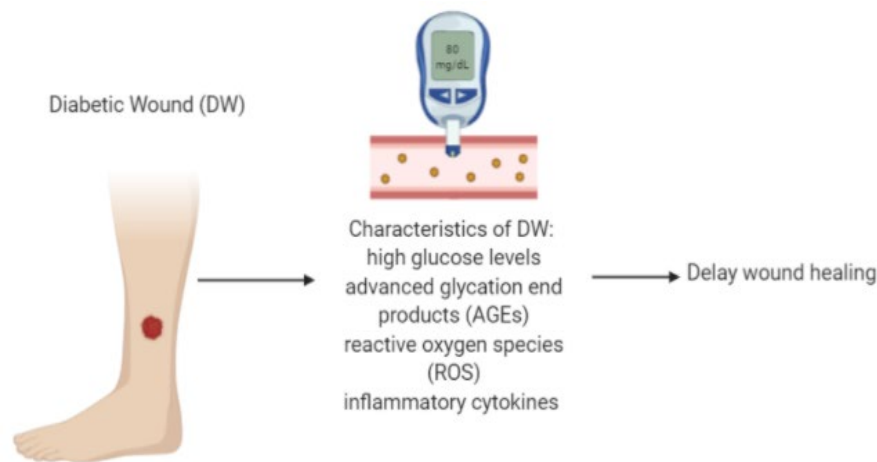 Diabetic Wound (DW)
80
mg/dL
Characteristics of DW:
high glucose levels
advanced glycation end
products (AGEs)
reactive oxygen species
(ROS)
inflammatory cytokines
Delay wound healing